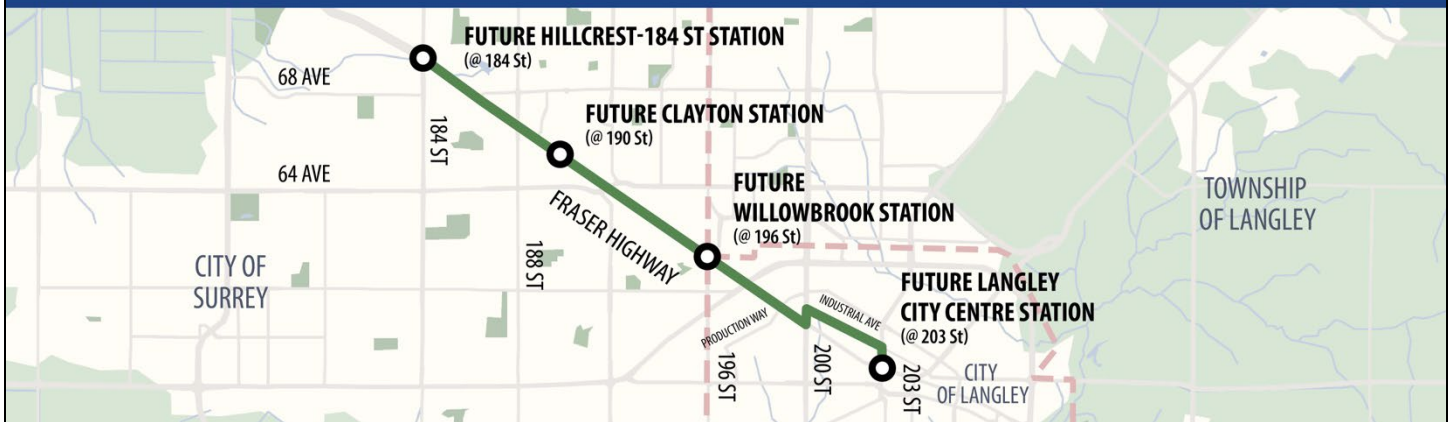 FUTURE HILLCREST-184 ST STATION
(@ 184 St)
68 AVE
FUTURE CLAYTON STATION
(@ 190 St)
184 ST
64 AVE
FUTURE
WILLOWBROOK STATION
(@ 196 St)
TOWNSHIP
OF LANGLEY
FRASER HIGHWAY
188 ST
CITY OF
SURREY
FUTURE LANGLEY
CITY CENTRE STATION
(@ 203 St)
INDUSTRIAL AVE
PRODUCTION WAY
196 ST
200 ST
203 ST
CITY
OF LANGLEY